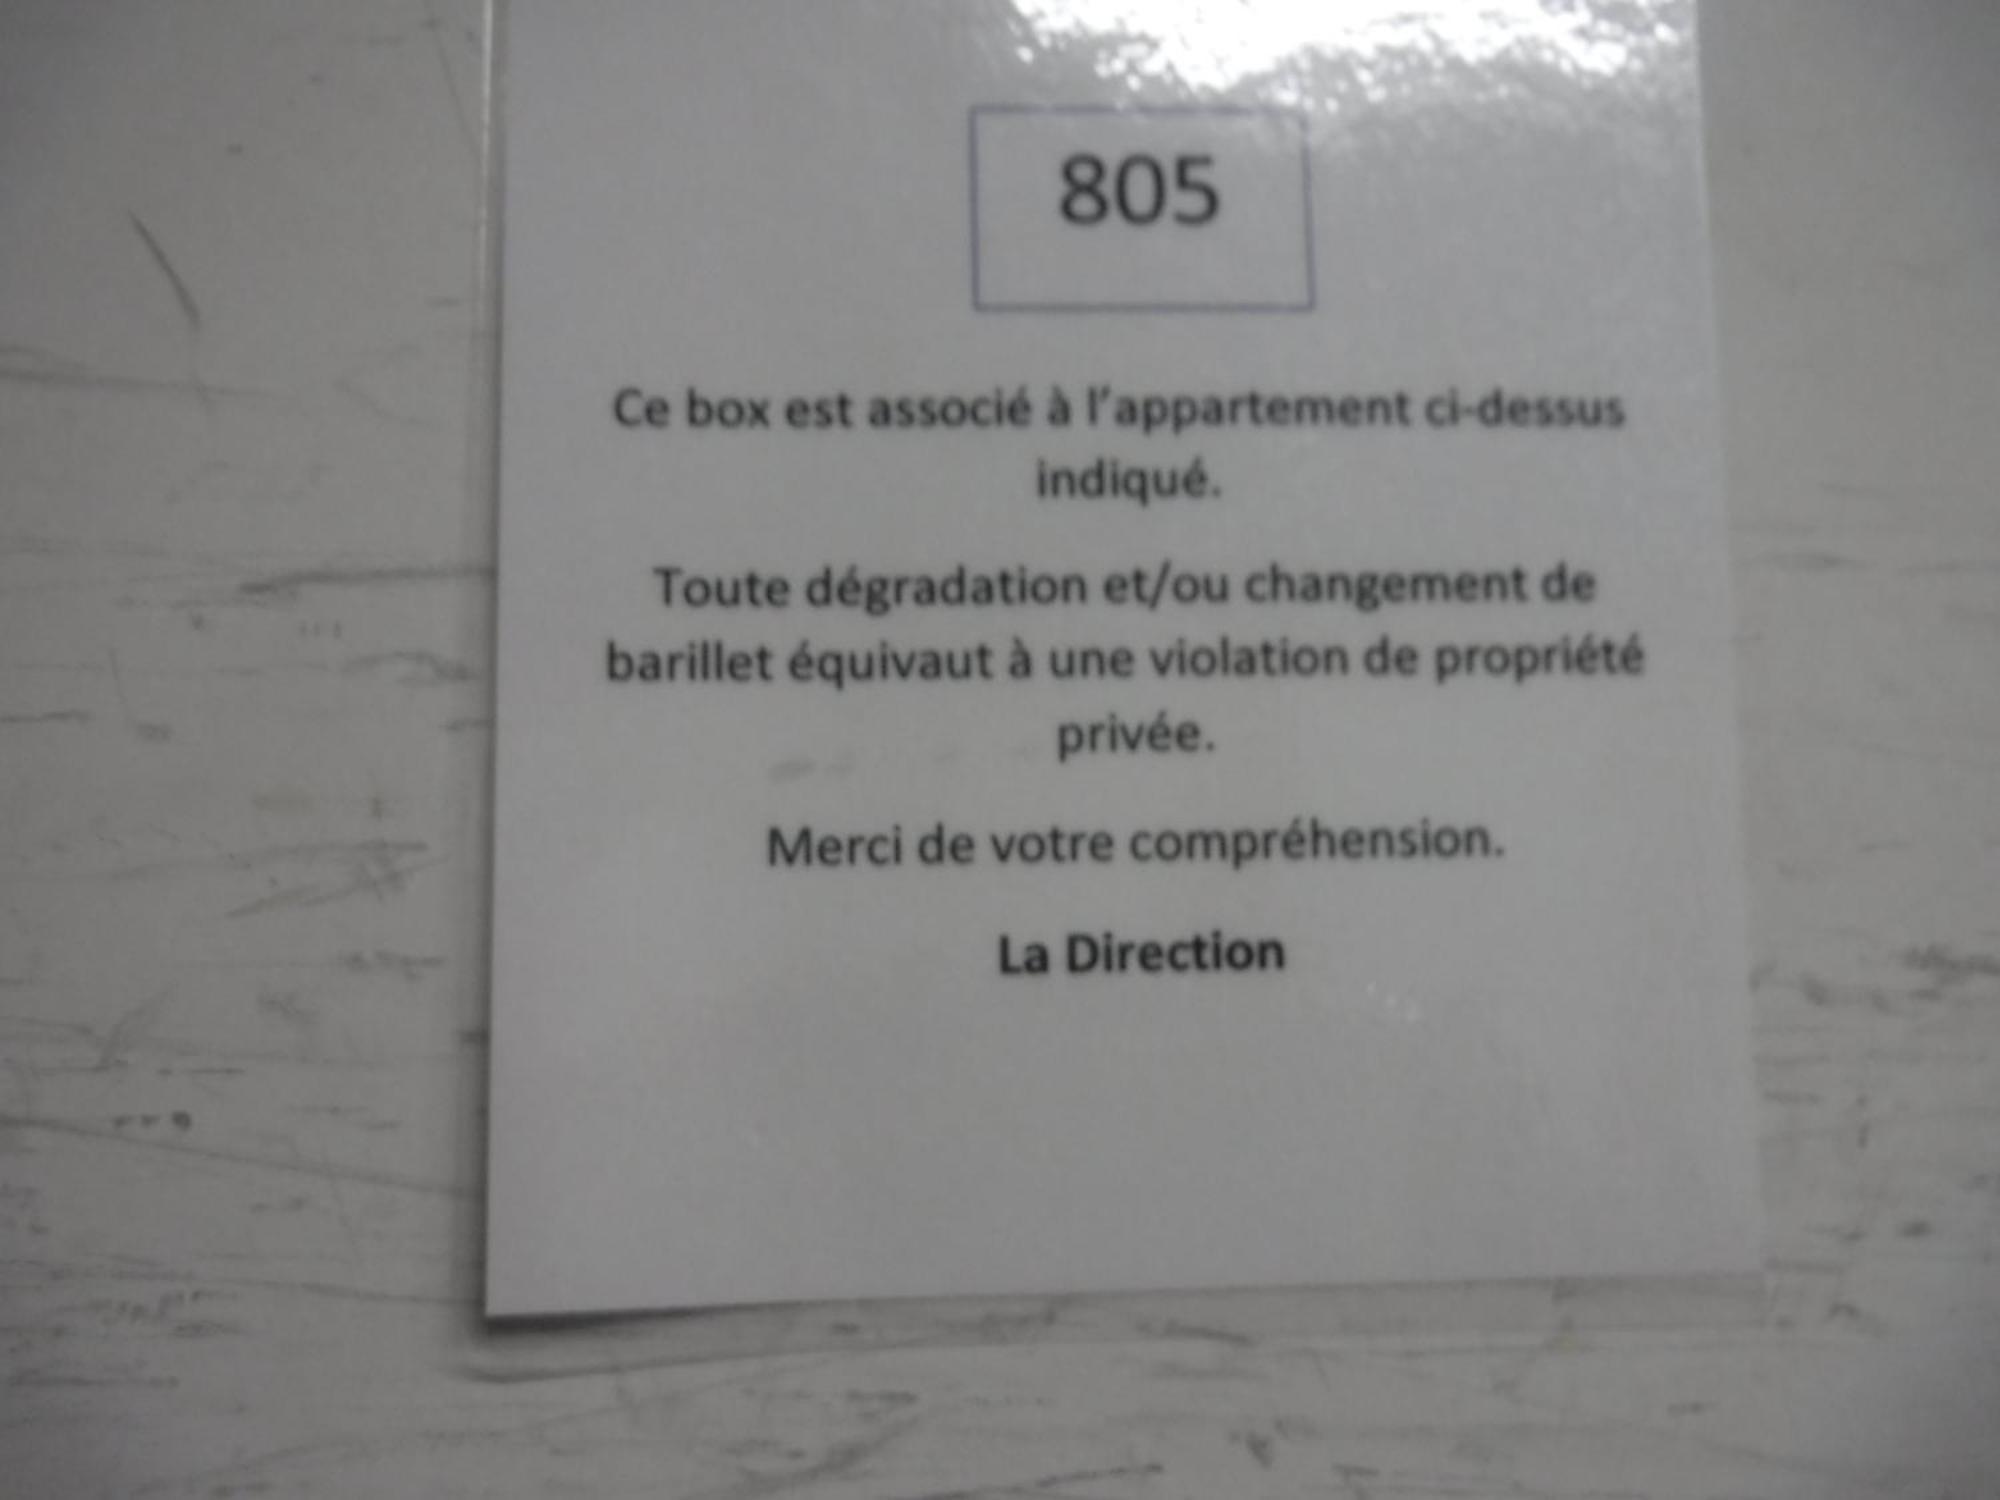 805
Ce box est associé à l’appartement ci-dessus
indiqué.
Toute dégradation et/ou changement de
barillet équivaut à une violation de propriété
privée.
Merci de votre compréhension.
La Direction